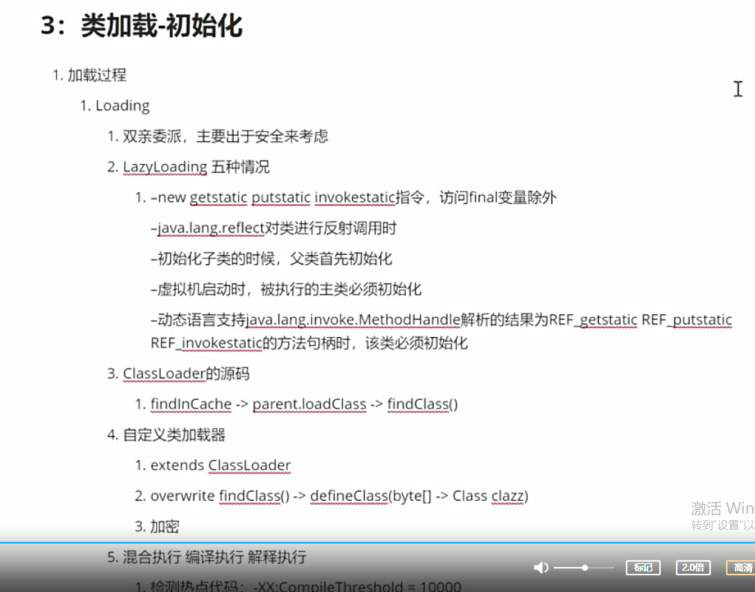 3：类加载-初始化
1. 加载过程
1. Loading
1. 双亲委派，主要出于安全来考虑
2. LazyLoading 五种情况
1. –new getstatic putstatic invokestatic指令，访问final变量除外
–java.lang.reflect对类进行反射调用时
–初始化子类的时候，父类首先初始化
–虚拟机启动时，被执行的主类必须初始化
–动态语言支持java.lang.invoke.MethodHandle解析的结果为REF_getstatic REF_putstatic
REF_invokestatic的方法句柄时，该类必须初始化
3. ClassLoader的源码
1. findInCache -> parent.loadClass -> findClass()
4. 自定义类加载器
1. extends ClassLoader
2. overwrite findClass() -> defineClass(byte[] -> Class clazz)
3. 加密
激活 Win
转到"设置"以
5. 混合执行 编译执行 解释执行
标记 2.0倍 高清
1. 检测热点代码：-XX:CompileThreshold = 10000